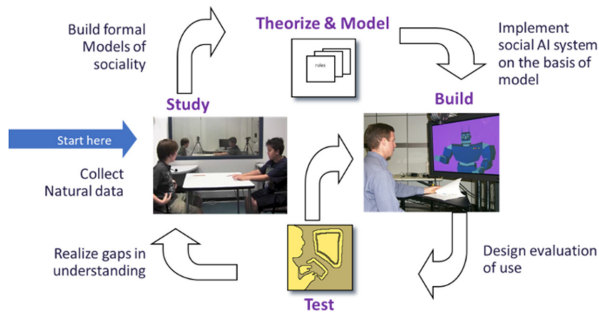 Build formal
Models of
sociality
Theorize & Model
rules
Implement
social AI system
on the basis of
model
Study
Build
Start here
Collect
Natural data
Realize gaps in
understanding
Test
Design evaluation
of use